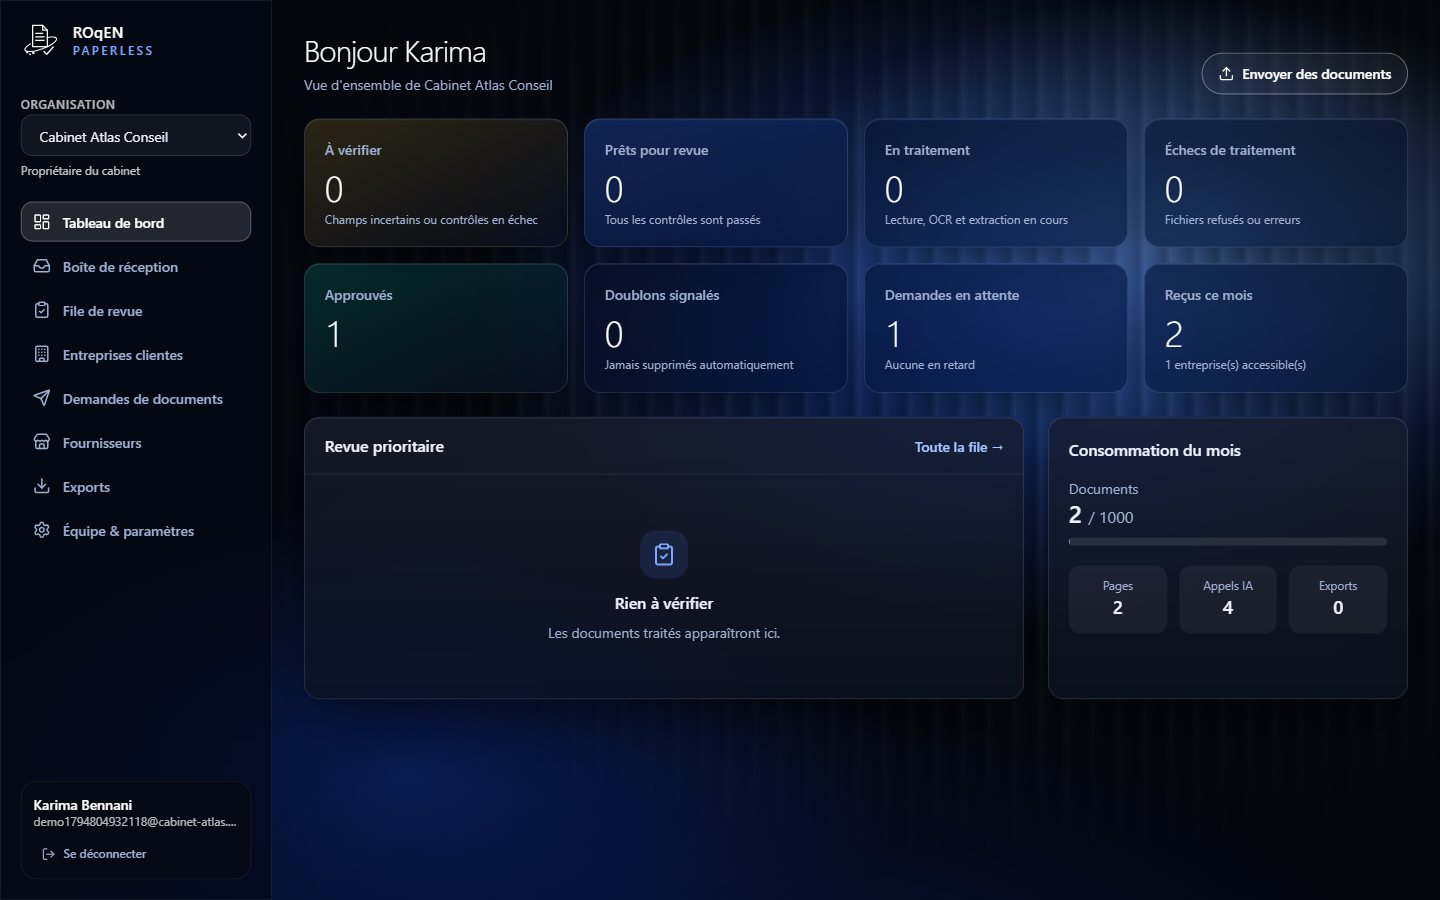 ROqEN
PAPERLESS
ORGANISATION
Cabinet Atlas Conseil
Propriétaire du cabinet
Tableau de bord
Boîte de réception
File de revue
Entreprises clientes
Demandes de documents
Fournisseurs
Exports
Équipe & paramètres
Karima Bennani
demo1794804932118@cabinet-atlas....
Se déconnecter
Bonjour Karima
Vue d'ensemble de Cabinet Atlas Conseil
Envoyer des documents
À vérifier
0
Champs incertains ou contrôles en échec
Prêts pour revue
0
Tous les contrôles sont passés
En traitement
0
Lecture, OCR et extraction en cours
Échecs de traitement
0
Fichiers refusés ou erreurs
Approuvés
1
Doublons signalés
0
Jamais supprimés automatiquement
Demandes en attente
1
Aucune en retard
Reçus ce mois
2
1 entreprise(s) accessible(s)
Revue prioritaire
Toute la file →
Rien à vérifier
Les documents traités apparaîtront ici.
Consommation du mois
Documents
2 / 1000
Pages
2
Appels IA
4
Exports
0